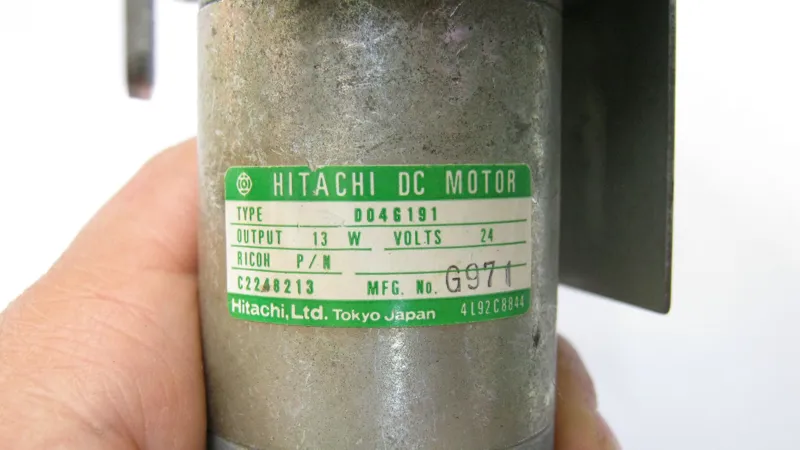 HITACHI DC MOTOR
TYPE D04G191
OUTPUT 13 W VOLTS 24
RICOH P/N
C2248213 MFG. No. G971
Hitachi, Ltd. Tokyo Japan 4L92C8844